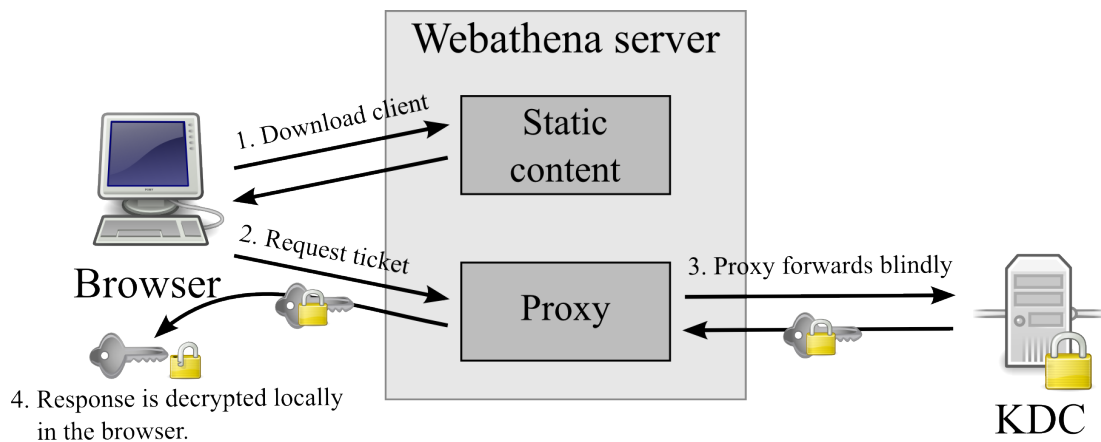 Webathena server
1. Download client
Static
content
2. Request ticket
Browser
3. Proxy forwards blindly
Proxy
4. Response is decrypted locally
in the browser.
KDC